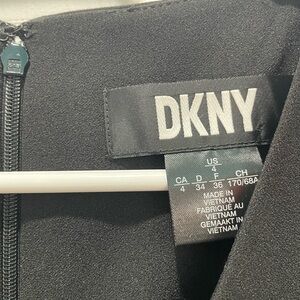 DKNY
US
4
CA D F CH
4 34 36 170/68A
MADE IN
VIETNAM
FABRIQUÉ AU
VIETNAM
GEMAAKT IN
VIETNAM